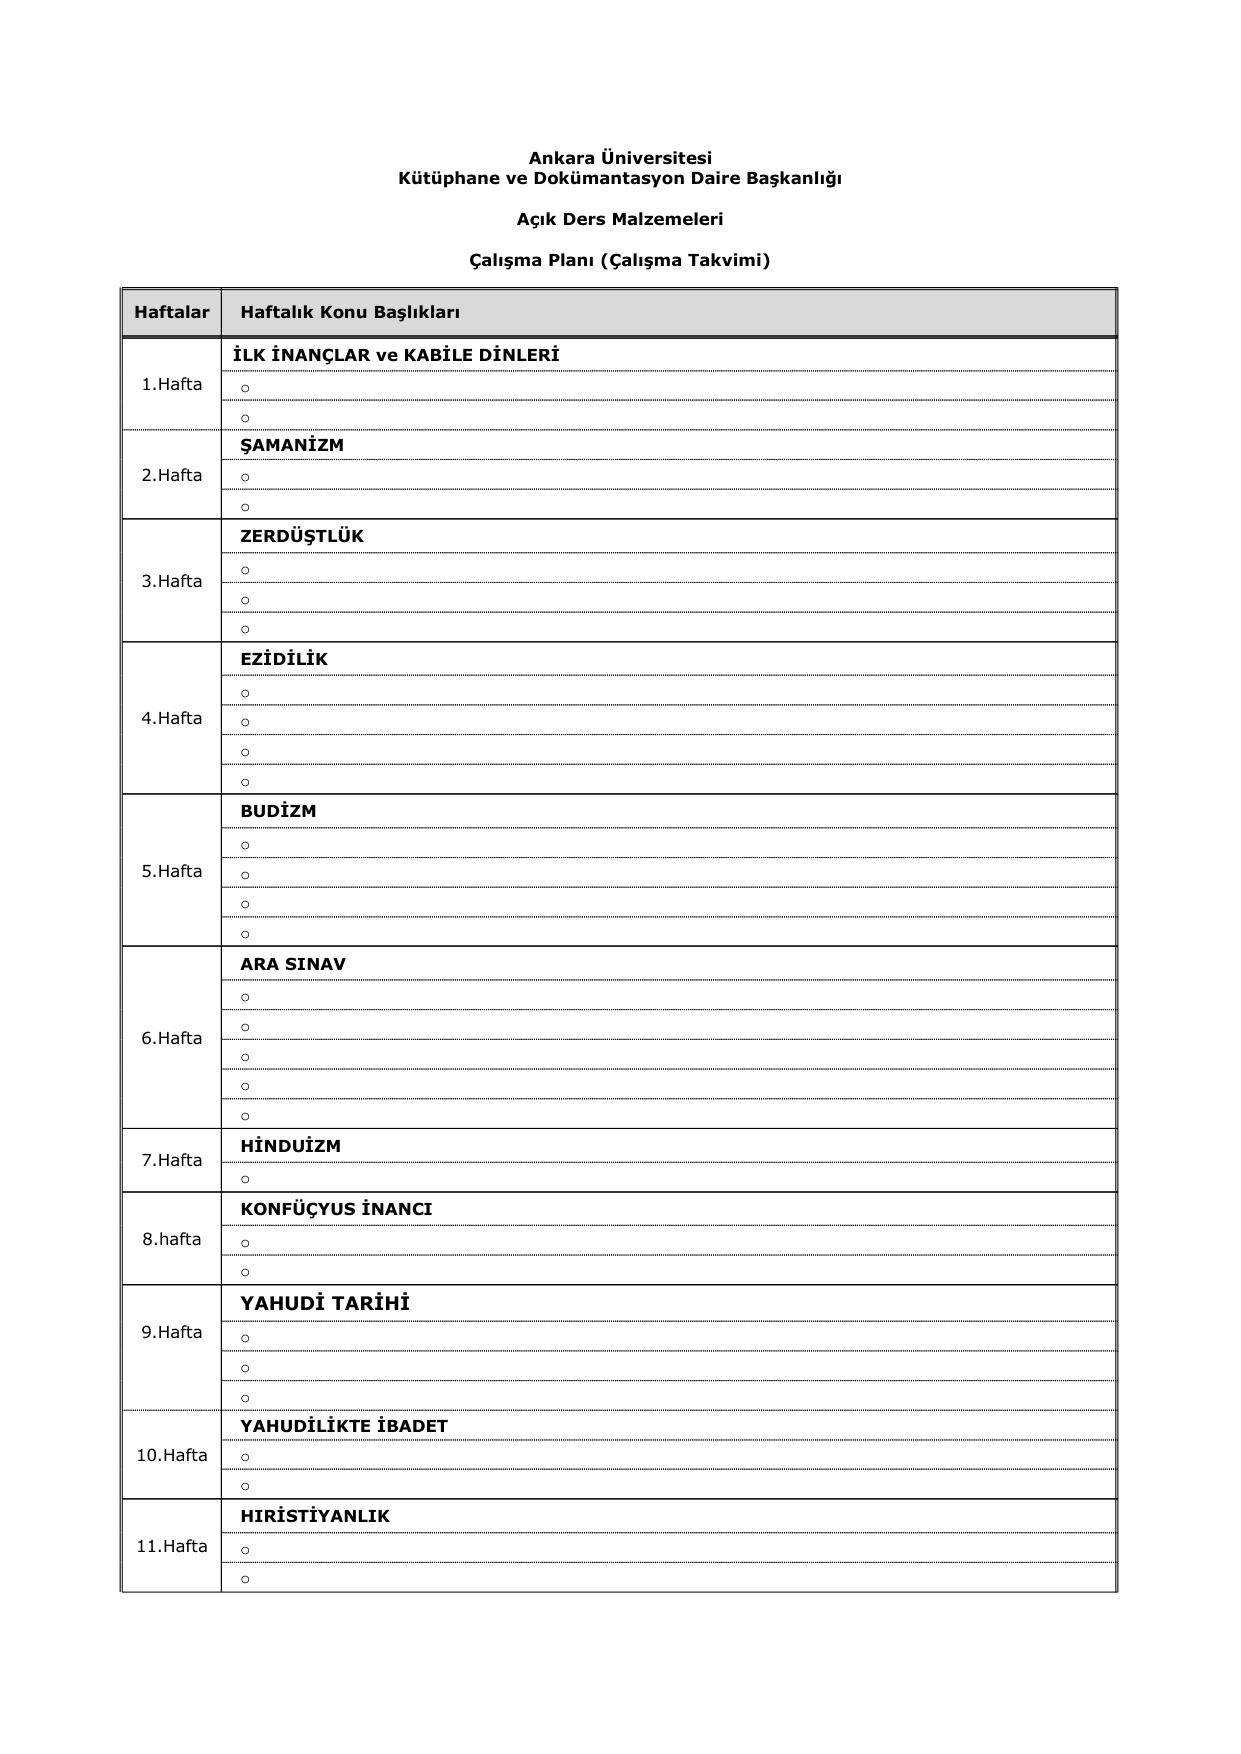 Ankara Üniversitesi
Kütüphane ve Dokümantasyon Daire Başkanlığı
Açık Ders Malzemeleri
Çalışma Planı (Çalışma Takvimi)
Haftalar Haftalık Konu Başlıkları
1.Hafta
İLK İNANÇLAR ve KABİLE DİNLERİ
○
○
2.Hafta
ŞAMANİZM
○
○
3.Hafta
ZERDÜŞTLÜK
○
○
○
4.Hafta
EZİDİLİK
○
○
○
○
5.Hafta
BUDİZM
○
○
○
○
6.Hafta
ARA SINAV
○
○
○
○
○
7.Hafta
HİNDUİZM
○
8.hafta
KONFÜÇYUS İNANCI
○
○
9.Hafta
YAHUDİ TARİHİ
○
○
○
10.Hafta
YAHUDİLİKTE İBADET
○
○
11.Hafta
HIRİSTİYANLIK
○
○